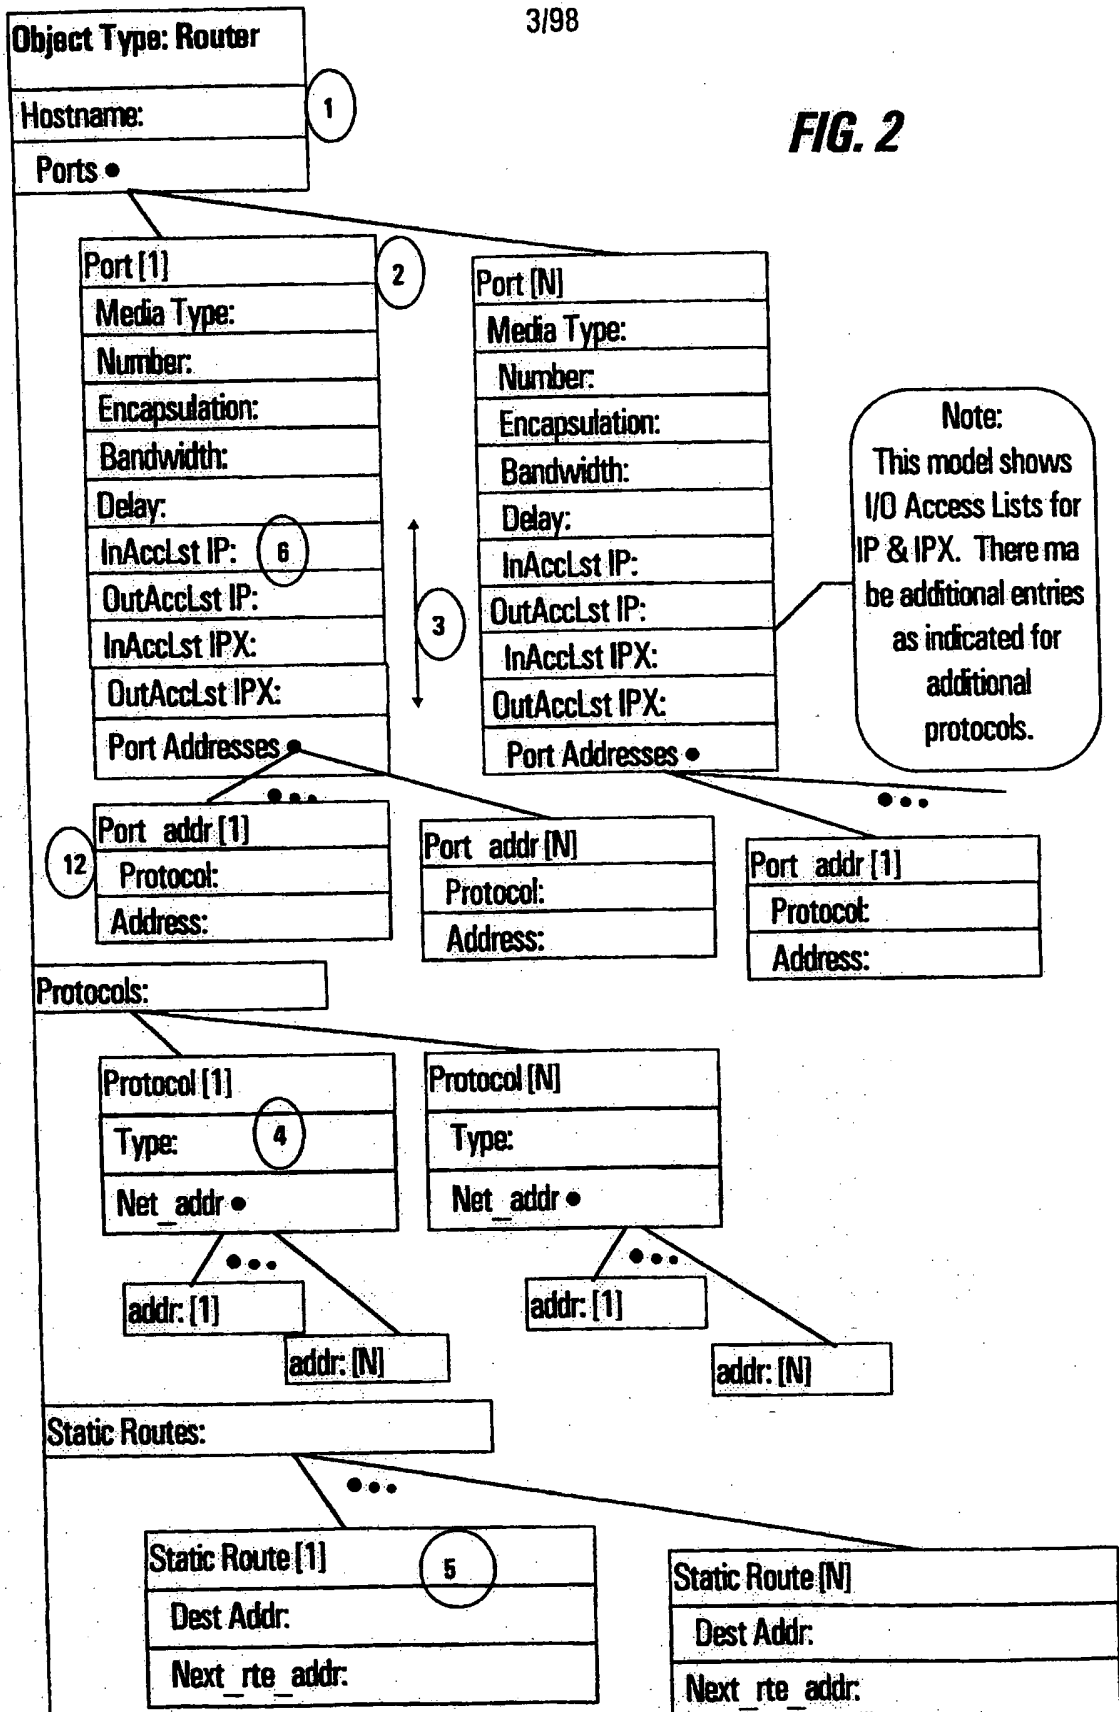 3/98
FIG. 2
Object Type: Router
Hostname:
1
Ports
Port [1]
2
Media Type:
Number:
Encapsulation:
Bandwidth:
Delay:
InAccLst IP:
6
OutAccLst IP:
InAccLst IPX:
OutAccLst IPX:
Port Addresses
3
Port [N]
Media Type:
Number:
Encapsulation:
Bandwidth:
Delay:
InAccLst IP:
OutAccLst IP:
InAccLst IPX:
OutAccLst IPX:
Port Addresses
Note:
This model shows
I/O Access Lists for
IP & IPX. There ma
be additional entries
as indicated for
additional
protocols.
12
Port_addr [1]
Protocol:
Address:
Port_addr [N]
Protocol:
Address:
Port_addr [1]
Protocol:
Address:
Protocols:
Protocol [1]
Type:
4
Net_addr
Protocol [N]
Type:
Net_addr
addr: [1]
addr: [N]
addr: [1]
addr: [N]
Static Routes:
Static Route [1]
5
Dest Addr:
Next_rte_addr:
Static Route [N]
Dest Addr:
Next_rte_addr: